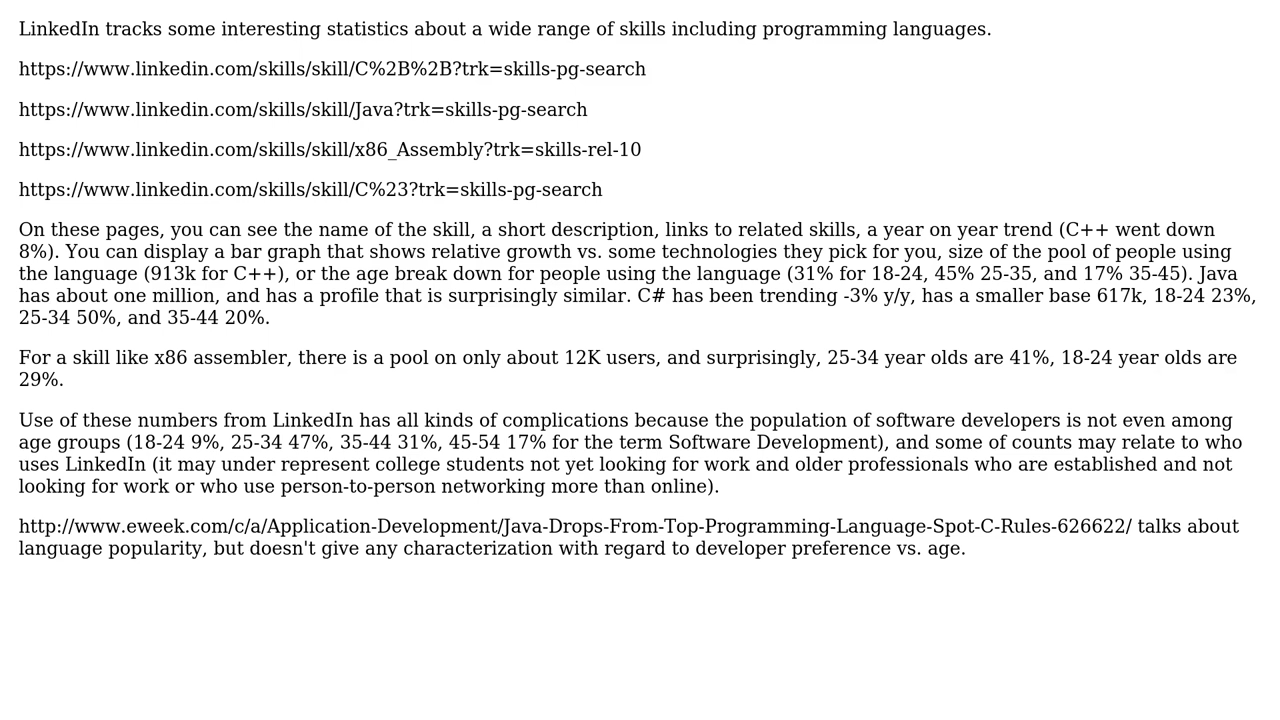 LinkedIn tracks some interesting statistics about a wide range of skills including programming languages.
https://www.linkedin.com/skills/skill/C%2B%2B?trk=skills-pg-search
https://www.linkedin.com/skills/skill/Java?trk=skills-pg-search
https://www.linkedin.com/skills/skill/x86_Assembly?trk=skills-rel-10
https://www.linkedin.com/skills/skill/C%23?trk=skills-pg-search
On these pages, you can see the name of the skill, a short description, links to related skills, a year on year trend (C++ went down
8%). You can display a bar graph that shows relative growth vs. some technologies they pick for you, size of the pool of people using
the language (913k for C++), or the age break down for people using the language (31% for 18-24, 45% 25-35, and 17% 35-45). Java
has about one million, and has a profile that is surprisingly similar. C# has been trending -3% y/y, has a smaller base 617k, 18-24 23%,
25-34 50%, and 35-44 20%.
For a skill like x86 assembler, there is a pool on only about 12K users, and surprisingly, 25-34 year olds are 41%, 18-24 year olds are
29%.
Use of these numbers from LinkedIn has all kinds of complications because the population of software developers is not even among
age groups (18-24 9%, 25-34 47%, 35-44 31%, 45-54 17% for the term Software Development), and some of counts may relate to who
uses LinkedIn (it may under represent college students not yet looking for work and older professionals who are established and not
looking for work or who use person-to-person networking more than online).
http://www.eweek.com/c/a/Application-Development/Java-Drops-From-Top-Programming-Language-Spot-C-Rules-626622/ talks about
language popularity, but doesn't give any characterization with regard to developer preference vs. age.